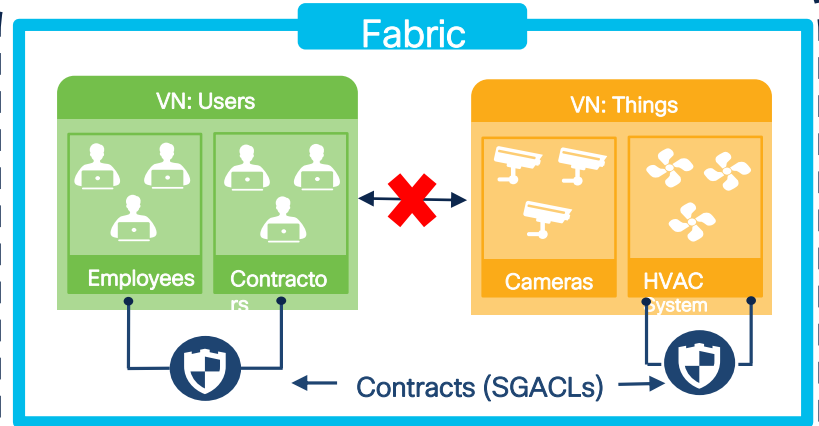 Fabric
VN: Users
VN: Things
Employees
Contracto
rs
Cameras
HVAC
System
Contracts (SGACLs)